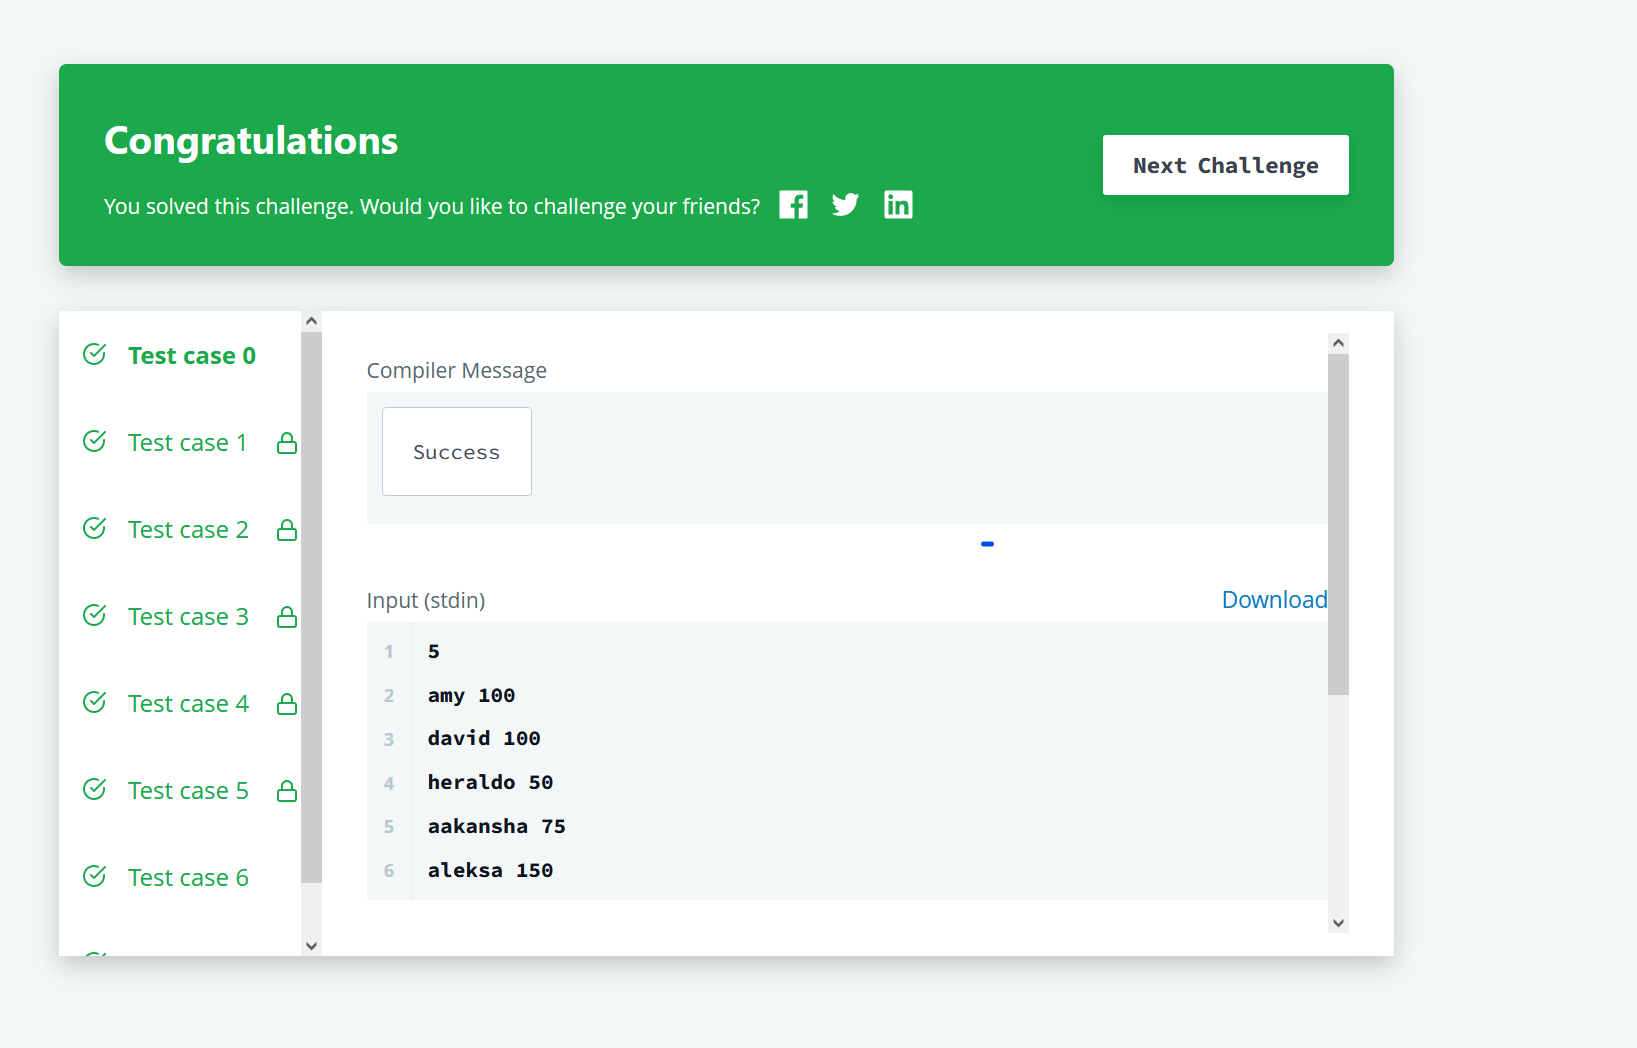 Congratulations
You solved this challenge. Would you like to challenge your friends?
Next Challenge
Test case 0
Test case 1
Test case 2
Test case 3
Test case 4
Test case 5
Test case 6
Compiler Message
Success
Input (stdin)
Download
1 5
2 amy 100
3 david 100
4 heraldo 50
5 aakansha 75
6 aleksa 150